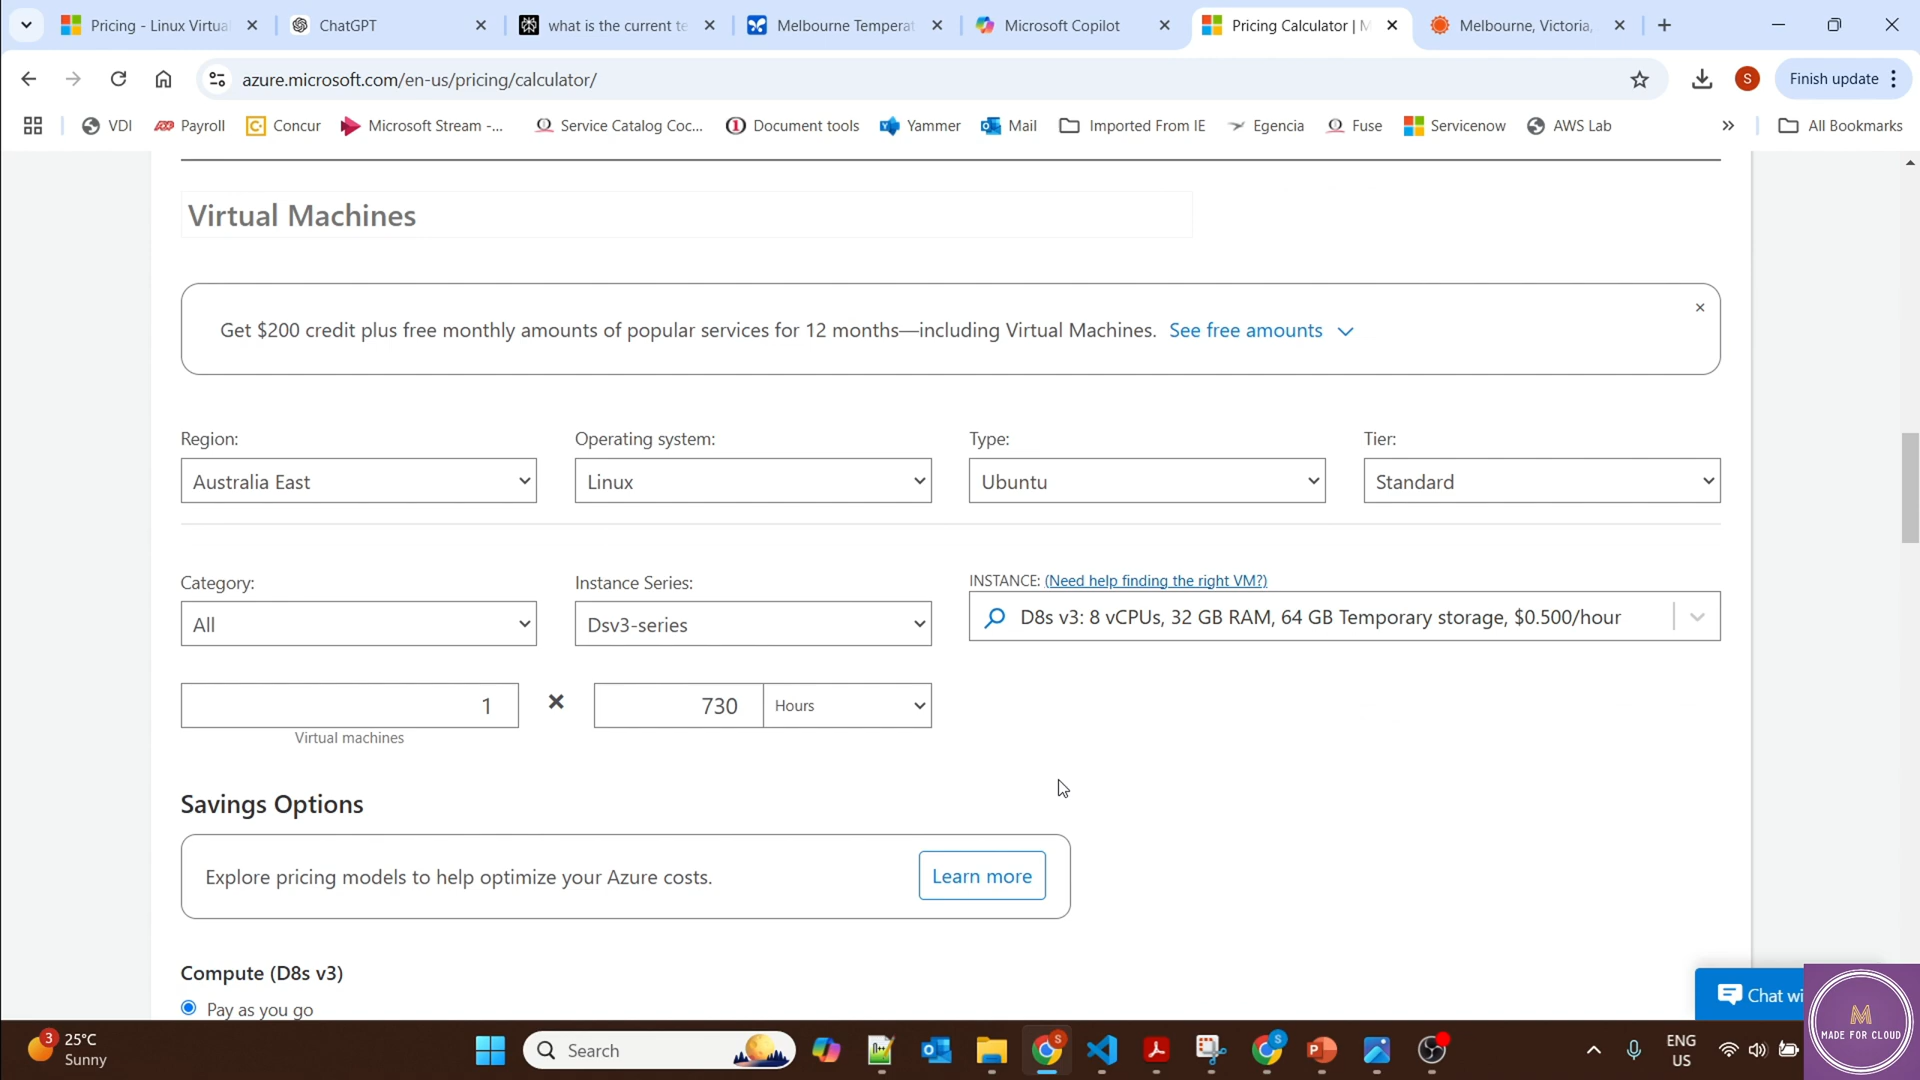 Pricing - Linux Virtual
ChatGPT
what is the current te
Melbourne Temperat
Microsoft Copilot
Pricing Calculator | M
Melbourne, Victoria,
azure.microsoft.com/en-us/pricing/calculator/
S
Finish update
VDI
Payroll
Concur
Microsoft Stream -...
Service Catalog Coc...
Document tools
Yammer
Mail
Imported From IE
Egencia
Fuse
Servicenow
AWS Lab
»
All Bookmarks
Virtual Machines
Get $200 credit plus free monthly amounts of popular services for 12 months—including Virtual Machines. See free amounts
Region:
Operating system:
Type:
Tier:
Australia East
Linux
Ubuntu
Standard
Category:
Instance Series:
INSTANCE: (Need help finding the right VM?)
All
Dsv3-series
D8s v3: 8 vCPUs, 32 GB RAM, 64 GB Temporary storage, $0.500/hour
1
730
Hours
Virtual machines
Savings Options
Explore pricing models to help optimize your Azure costs.
Learn more
Compute (D8s v3)
Pay as you go
Chat wi
M
MADE FOR CLOUD
3
25°C
Sunny
Search
ENG
US